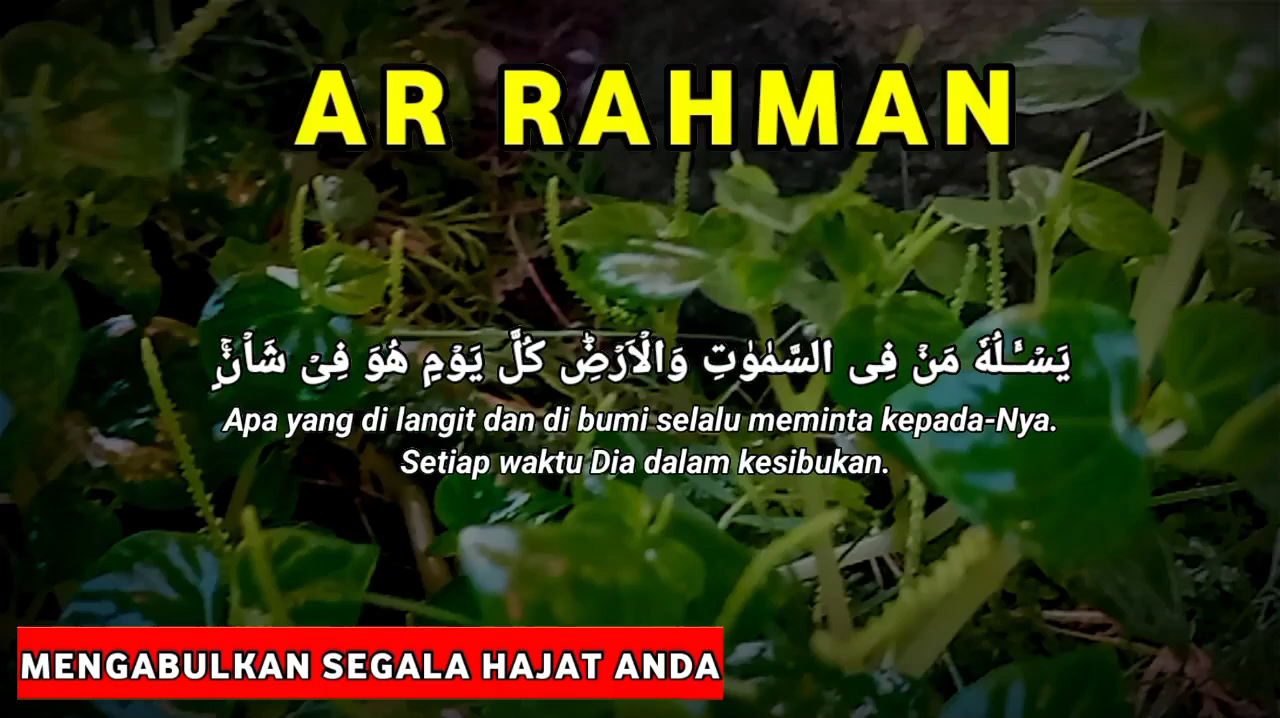 AR RAHMAN
يَسْـَٔلُهٗ مَنْ فِى السَّمٰوٰتِ وَالْاَرْضِۗ كُلَّ يَوْمٍ هُوَ فِيْ شَأْنٍۚ
Apa yang di langit dan di bumi selalu meminta kepada-Nya.
Setiap waktu Dia dalam kesibukan.
MENGABULKAN SEGALA HAJAT ANDA